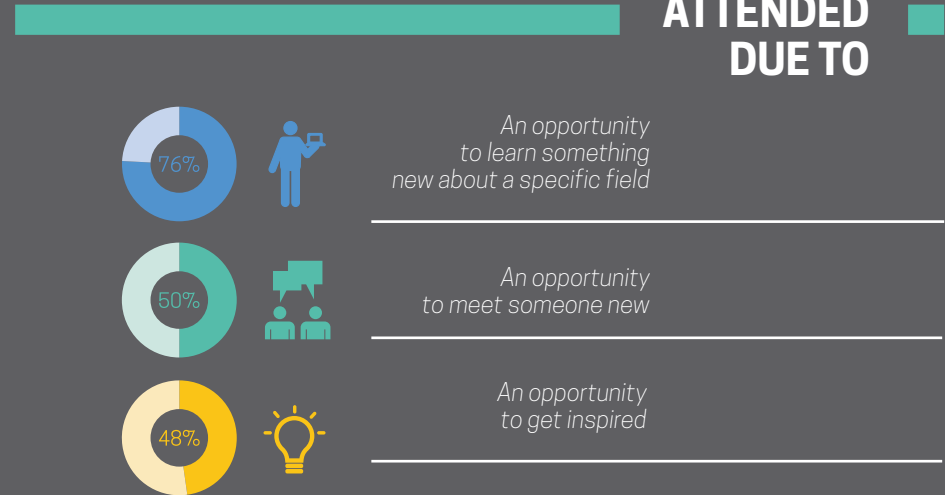 ATTENDED
DUE TO
76%
An opportunity
to learn something
new about a specific field
50%
An opportunity
to meet someone new
48%
An opportunity
to get inspired